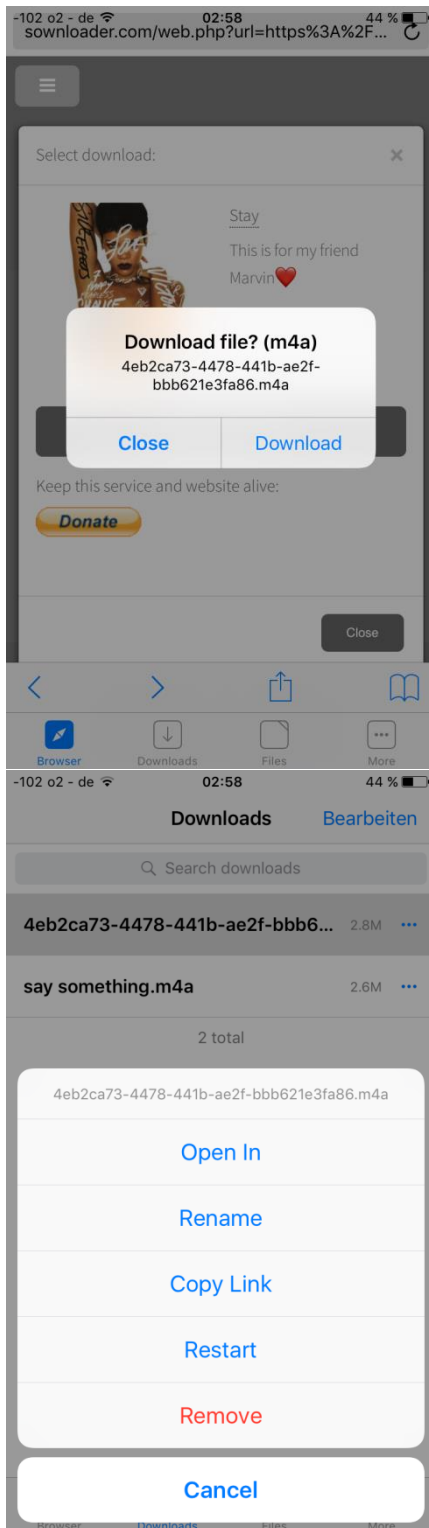 -102 o2 - de 02:58 44 %
sownloader.com/web.php?url=https%3A%2F...
Select download: ×
Stay
This is for my friend
Marvin❤️
Download file? (m4a)
4eb2ca73-4478-441b-ae2f-
bbb621e3fa86.m4a
Close Download
Keep this service and website alive:
Donate
Close
Browser Downloads Files More
-102 o2 - de 02:58 44 %
Downloads Bearbeiten
Search downloads
4eb2ca73-4478-441b-ae2f-bbb6... 2.8M
say something.m4a 2.6M
2 total
4eb2ca73-4478-441b-ae2f-bbb621e3fa86.m4a
Open In
Rename
Copy Link
Restart
Remove
Cancel
Browser Downloads Files More